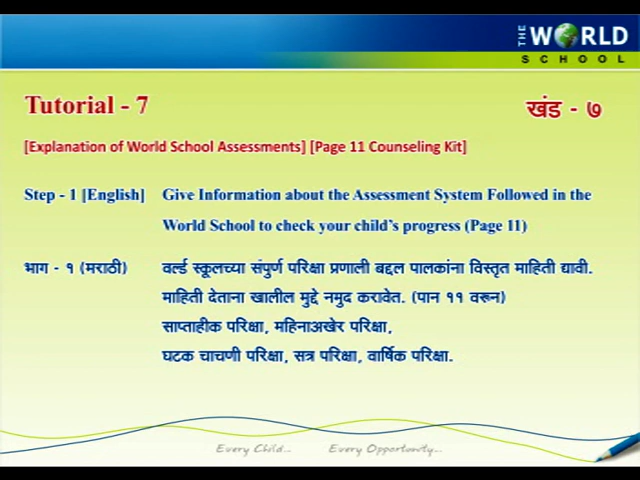 THE WORLD
SCHOOL
Tutorial - 7
खंड - ७
[Explanation of World School Assessments] [Page 11 Counseling Kit]
Step - 1 [English] Give Information about the Assessment System Followed in the
World School to check your child's progress (Page 11)
भाग - १ (मराठी) वर्ल्ड स्कूलच्या संपुर्ण परिक्षा प्रणाली बद्दल पालकांना विस्तृत माहिती द्यावी.
माहिती देताना खालील मुद्दे नमुद करावेत. (पान ११ वरून)
साप्ताहीक परिक्षा, महिनाअखेर परिक्षा,
घटक चाचणी परिक्षा, सत्र परिक्षा, वार्षिक परिक्षा.
Every Child... Every Opportunity...